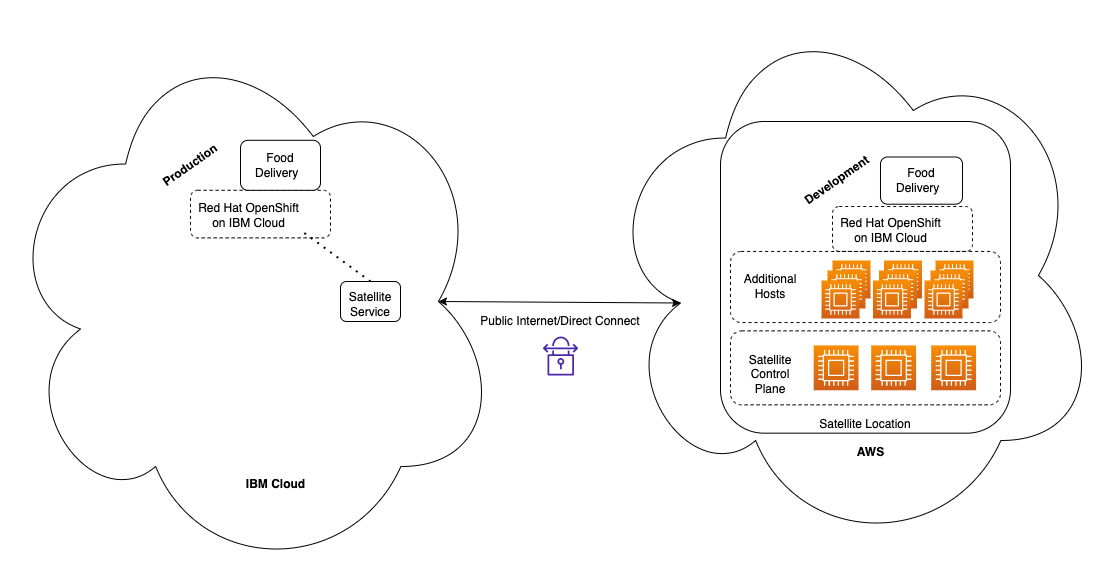 Production
Food
Delivery
Red Hat OpenShift
on IBM Cloud
Satellite
Service
IBM Cloud
Public Internet/Direct Connect
Development
Food
Delivery
Red Hat OpenShift
on IBM Cloud
Additional
Hosts
Satellite
Control
Plane
Satellite Location
AWS